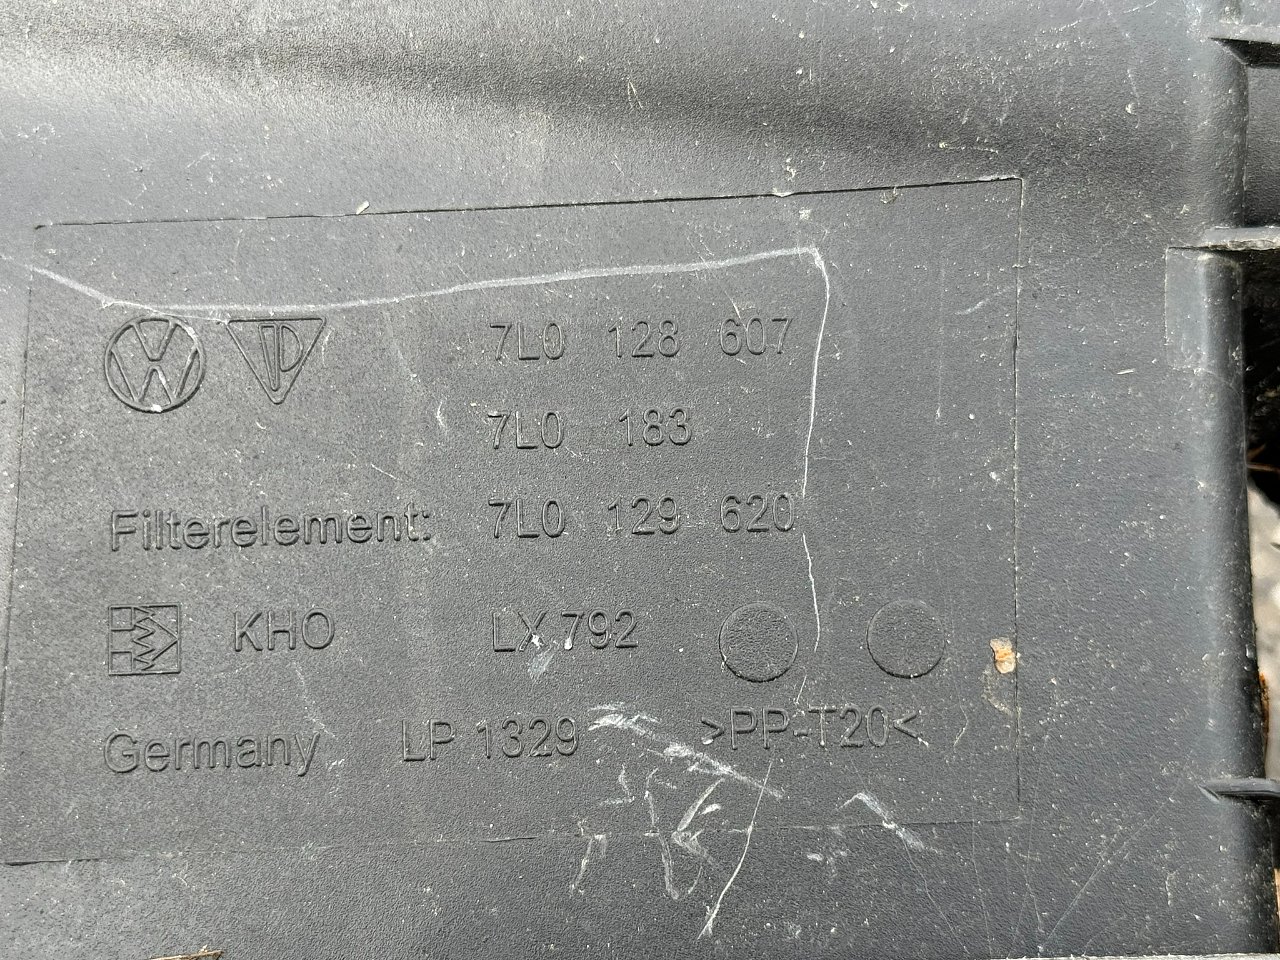 7L0 128 607
7L0 183
Filterelement: 7L0 129 620
KHO LX 792
Germany LP 1329 >PP-T20<